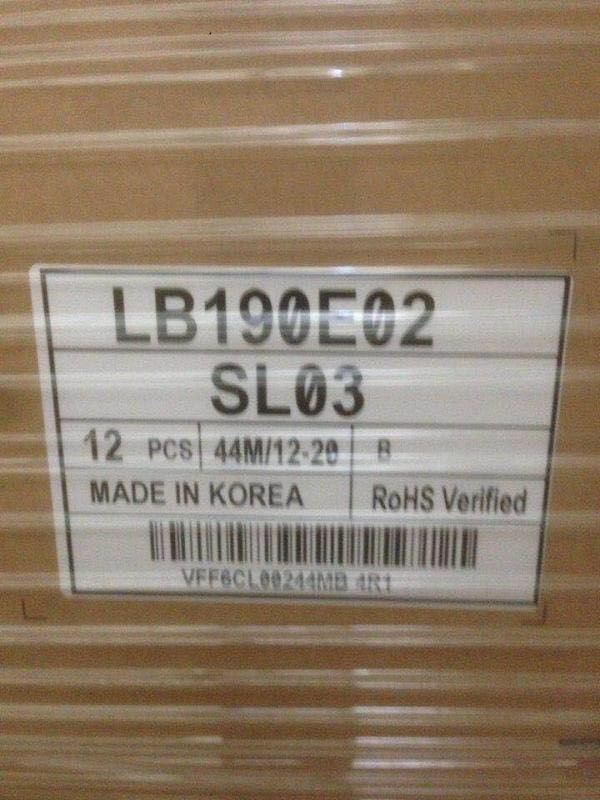 LB190E02
SL03
12 PCS 44M/12-20 B
MADE IN KOREA RoHS Verified
VFF6CL00244MB 4R1